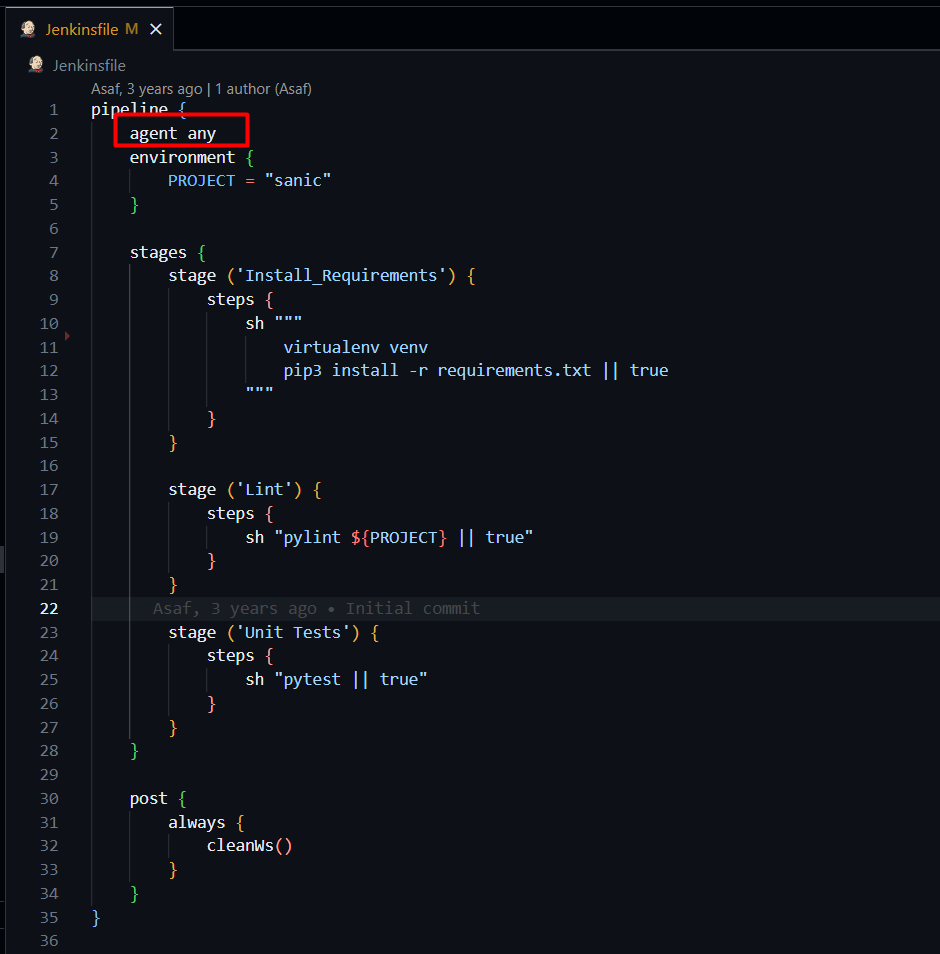 Jenkinsfile M ×
Jenkinsfile
Asaf, 3 years ago | 1 author (Asaf)
1 pipeline {
2 agent any
3 environment {
4 PROJECT = "sanic"
5 }
6
7 stages {
8 stage ('Install_Requirements') {
9 steps {
10 sh """
11 virtualenv venv
12 pip3 install -r requirements.txt || true
13 """
14 }
15 }
16
17 stage ('Lint') {
18 steps {
19 sh "pylint ${PROJECT} || true"
20 }
21 }
22 Asaf, 3 years ago • Initial commit
23 stage ('Unit Tests') {
24 steps {
25 sh "pytest || true"
26 }
27 }
28 }
29
30 post {
31 always {
32 cleanWs()
33 }
34 }
35 }
36